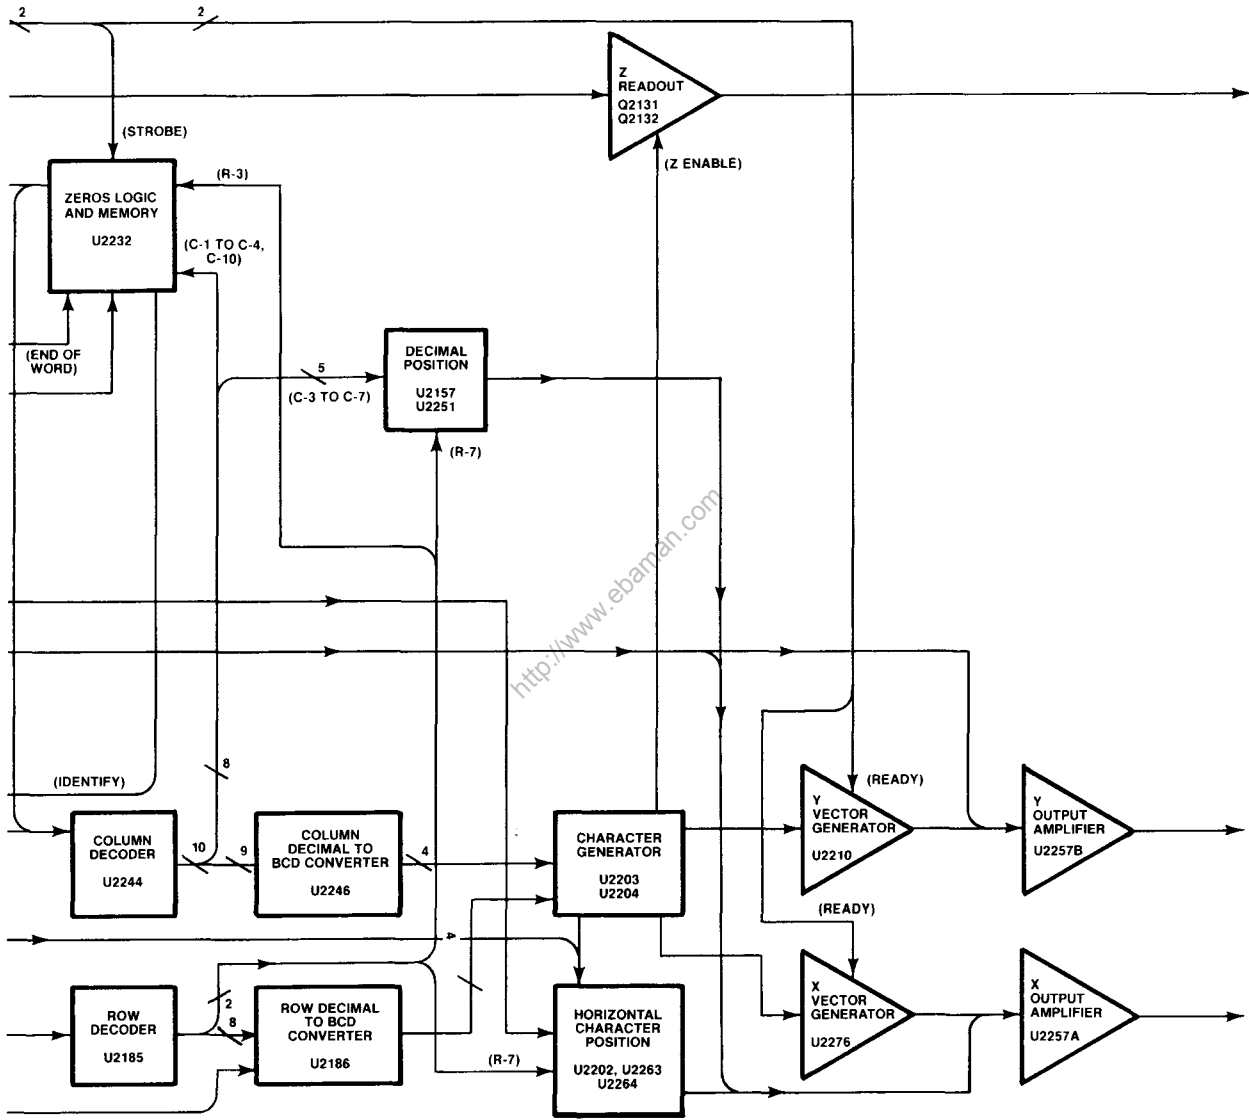 2
2
Z
READOUT
Q2131
Q2132
(STROBE)
(Z ENABLE)
(R-3)
ZEROS LOGIC
AND MEMORY
U2232
(C-1 TO C-4,
C-10)
(END OF
WORD)
DECIMAL
POSITION
U2157
U2251
5
(C-3 TO C-7)
(R-7)
http://www.ebaman.com
8
(IDENTIFY)
(READY)
COLUMN
DECODER
U2244
10
9
COLUMN
DECIMAL TO
BCD CONVERTER
U2246
4
CHARACTER
GENERATOR
U2203
U2204
Y
VECTOR
GENERATOR
U2210
Y
OUTPUT
AMPLIFIER
U2257B
(READY)
4
ROW
DECODER
U2185
2
8
ROW DECIMAL
TO BCD
CONVERTER
U2186
(R-7)
HORIZONTAL
CHARACTER
POSITION
U2202, U2263
U2264
X
VECTOR
GENERATOR
U2276
X
OUTPUT
AMPLIFIER
U2257A